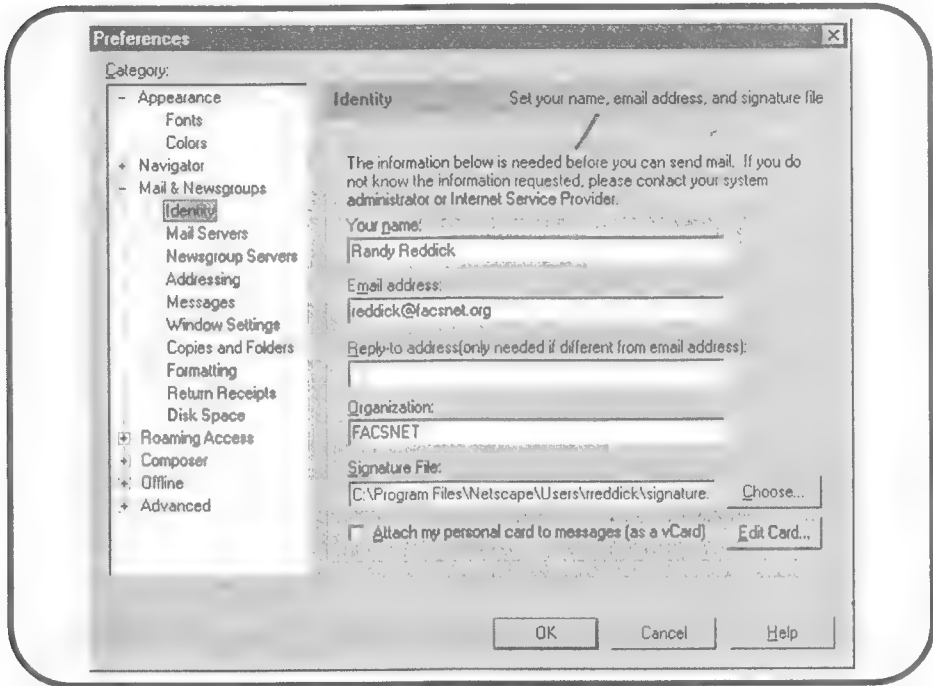 Preferences
Category:
- Appearance
Fonts
Colors
+ Navigator
- Mail & Newsgroups
Identity
Mail Servers
Newsgroup Servers
Addressing
Messages
Window Settings
Copies and Folders
Formatting
Return Receipts
Disk Space
+ Roaming Access
+ Composer
+ Offline
+ Advanced
Identity
Set your name, email address, and signature file
The information below is needed before you can send mail. If you do
not know the information requested, please contact your system
administrator or Internet Service Provider.
Your name:
Randy Reddick
Email address:
reddick@facsnet.org
Reply-to address(only needed if different from email address):
Organization:
FACSNET
Signature File:
C:\Program Files\Netscape\Users\rreddick\signature.
Choose...
Attach my personal card to messages (as a vCard)
Edit Card...
OK
Cancel
Help